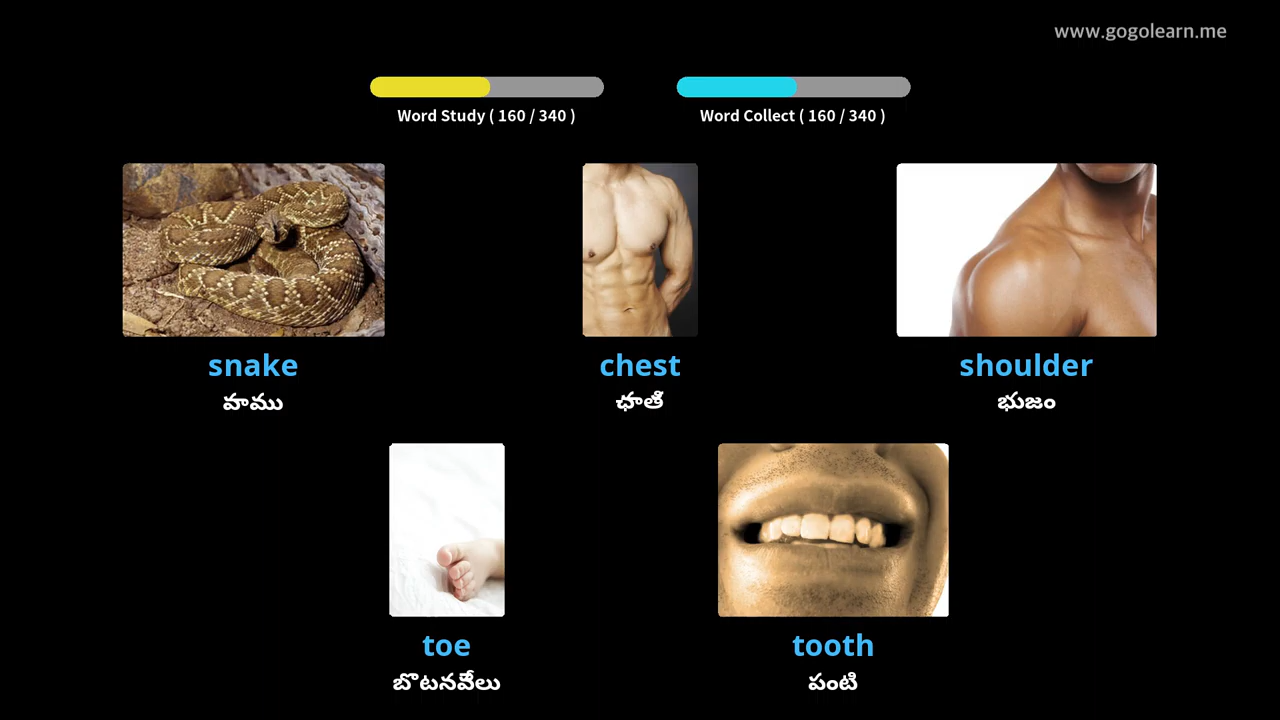 www.gogolearn.me
Word Study ( 160 / 340 )
Word Collect ( 160 / 340 )
snake
పాము
chest
ఛాతీ
shoulder
భుజం
toe
బొటనవేలు
tooth
పంటి